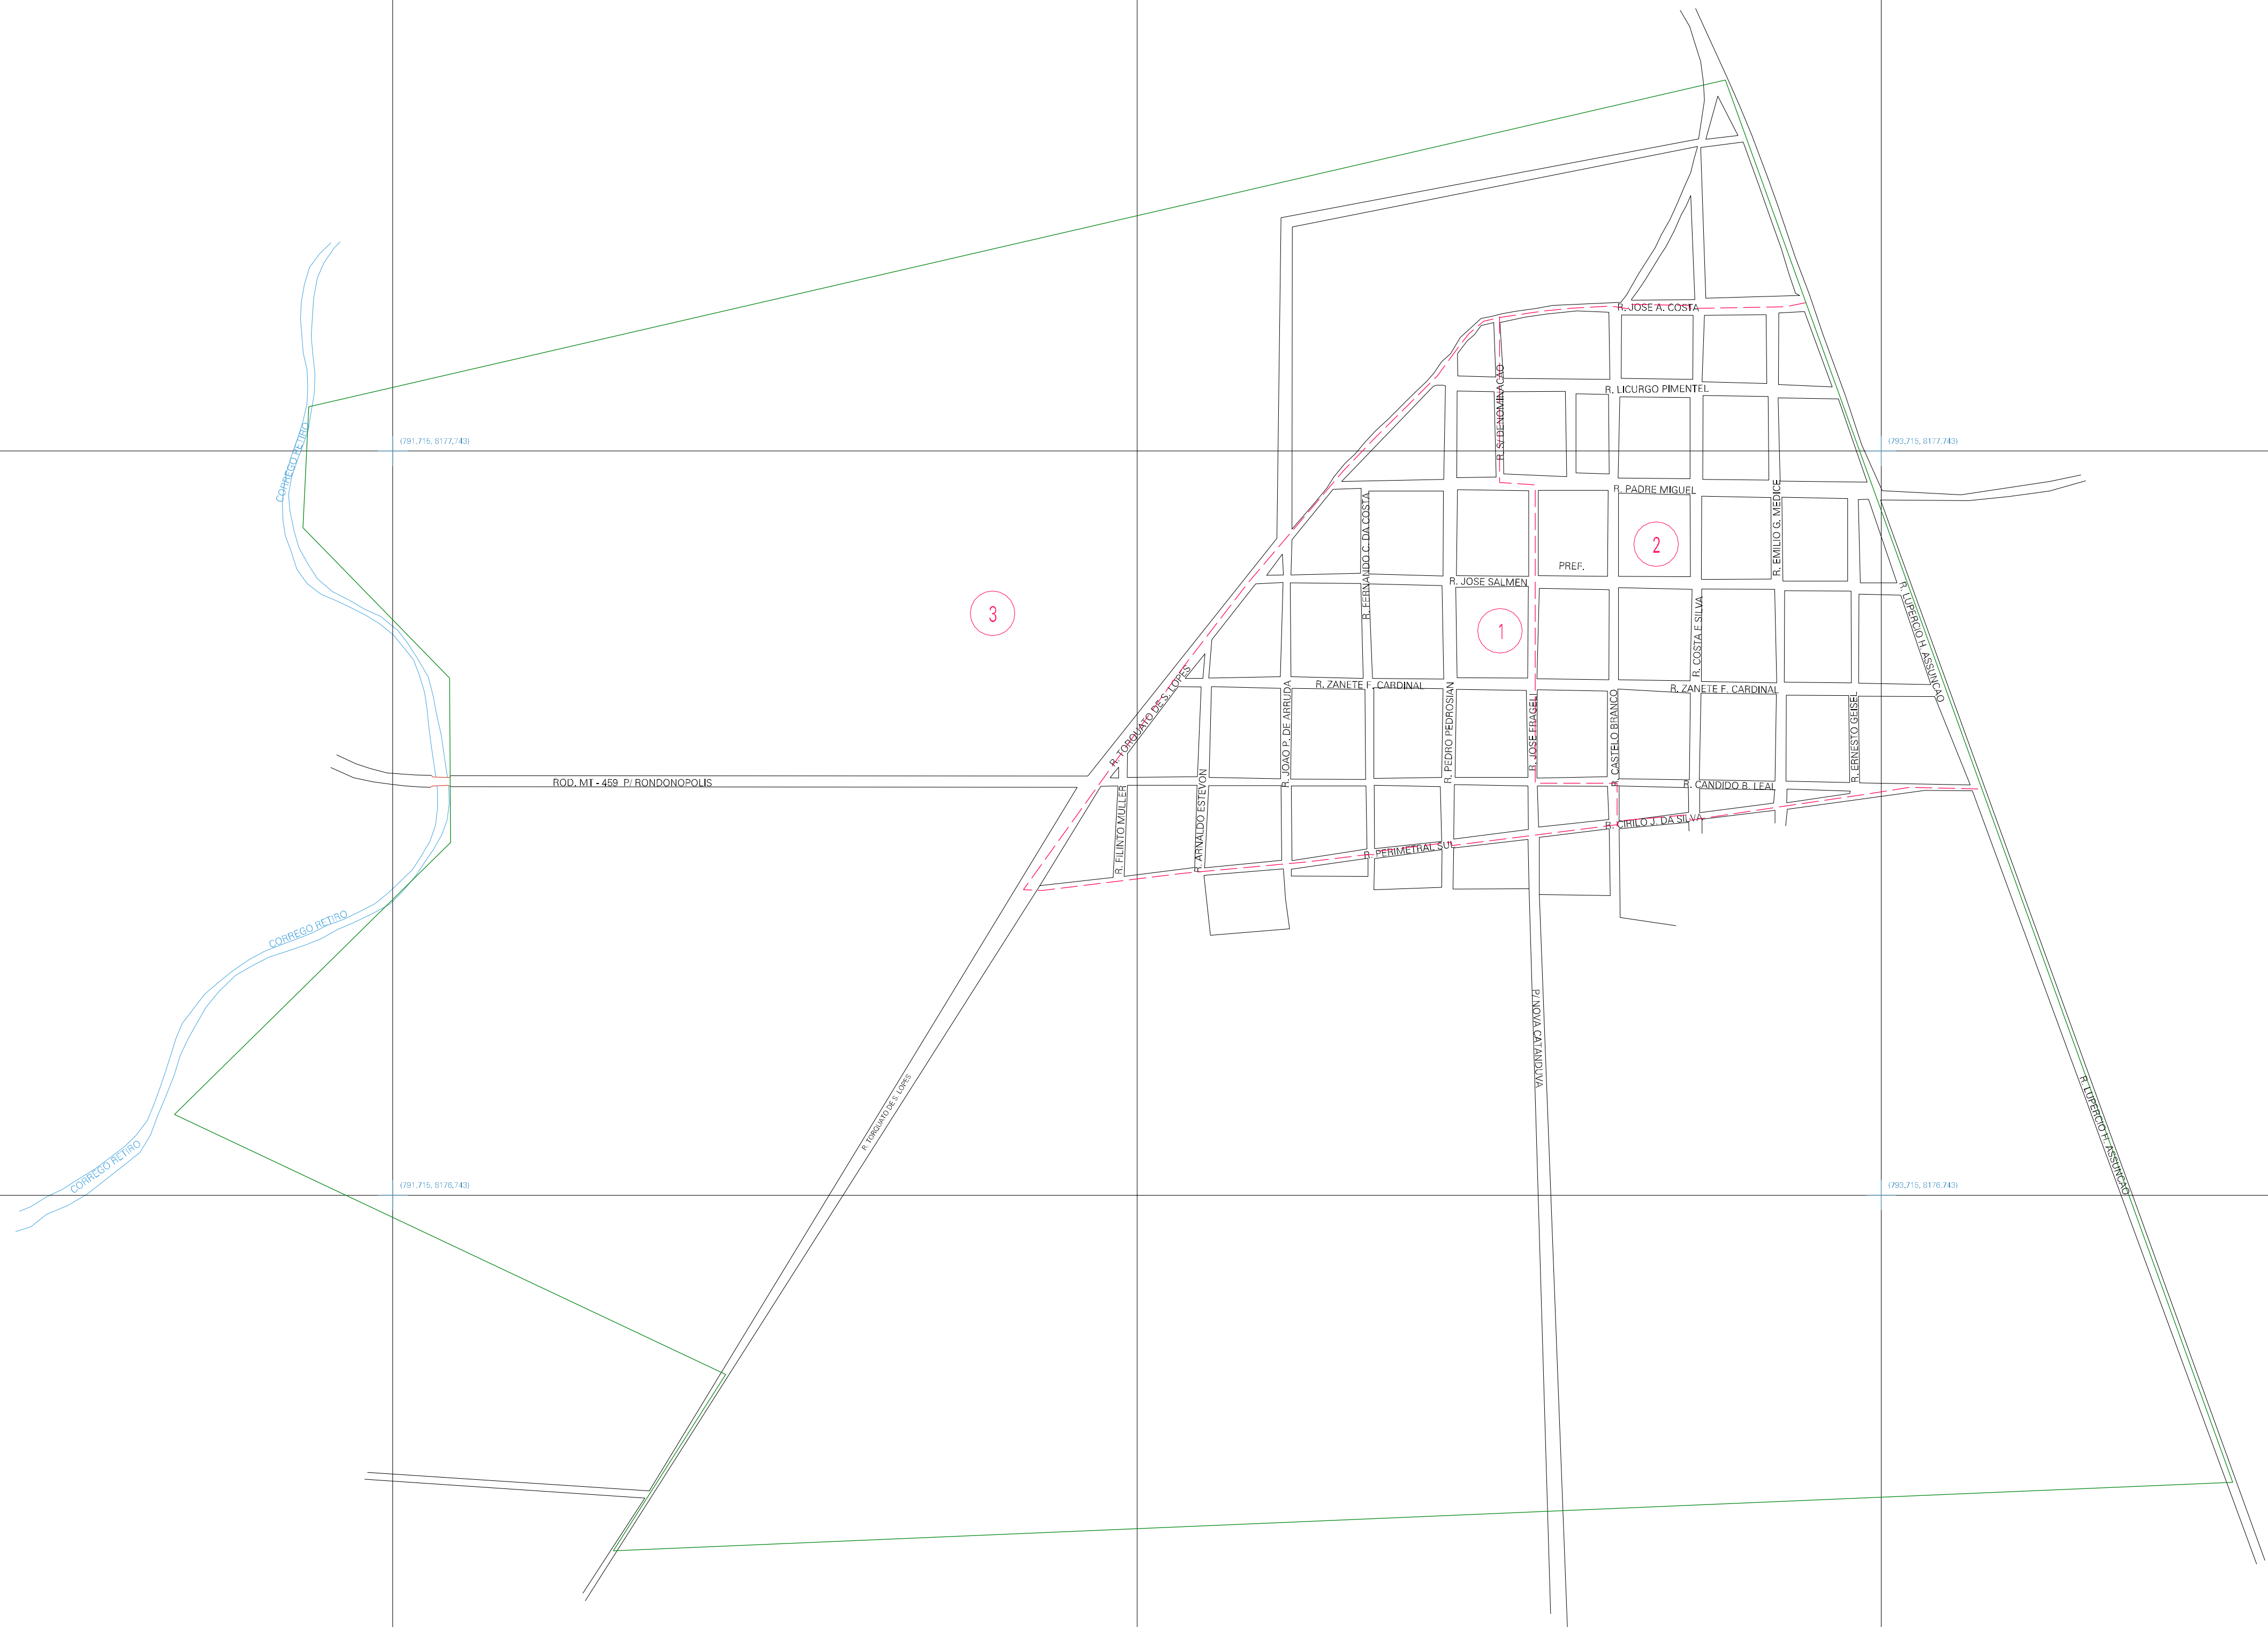 R. JOSE A. COSTA
R. LICURGO PIMENTEL
R. S/ DENOMINACAO
CORREGO RETIRO
(791,715, 8177,743)
(793,715, 8177,743)
R. PADRE MIGUEL
R. EMILIO G. MEDICE
R. FERNANDO C. DA COSTA
2
PREF.
R. JOSE SALMEN
3
1
R. COSTA E SILVA
R. LUPERCIO H. ASSUNCAO
R. TORQUATO DE S. LOPES
R. ZANETE F. CARDINAL
R. ZANETE F. CARDINAL
R. JOAO P. DE ARRUDA
R. PEDRO PEDROSIAN
R. JOSE FRAGELL
R. CASTELO BRANCO
R. ERNESTO GEISEL
ROD. MT - 459 P/ RONDONOPOLIS
R. CANDIDO B. LEAL
R. FILINTO MULLER
R. ARNALDO ESTEVON
R. CIRILO J. DA SILVA
R. PERIMETRAL SUL
CORREGO RETIRO
P/ NOVA CATANDUVA
R. TORQUATO DE S. LOPES
R. LUPERCIO H. ASSUNCAO
CORREGO RETIRO
(791,715, 8176,743)
(793,715, 8176,743)